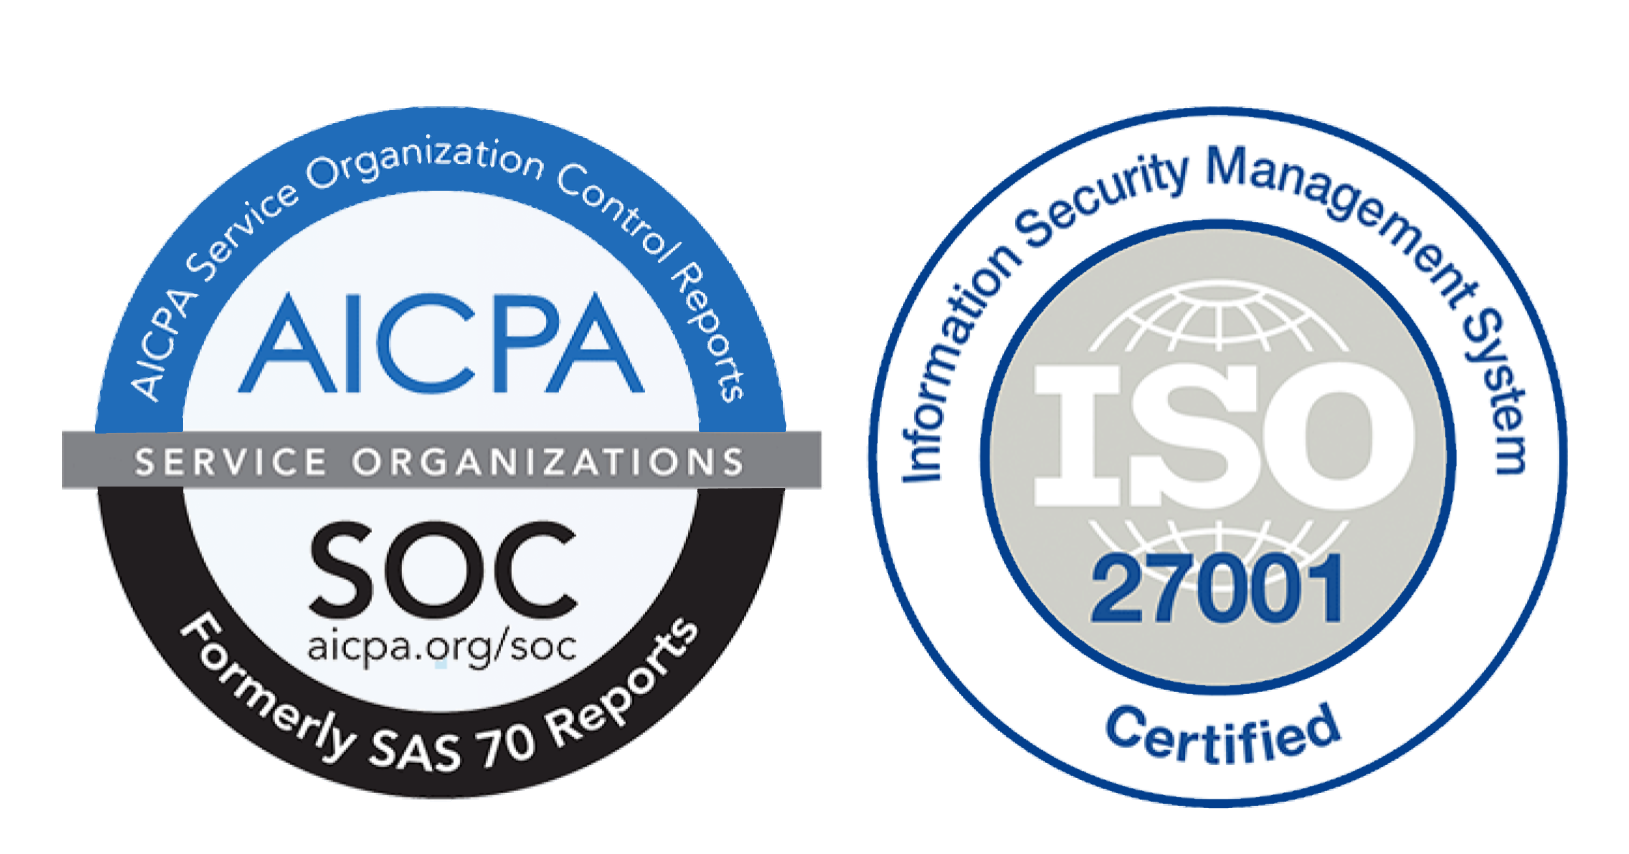 AICPA Service Organization Control Reports
AICPA
SERVICE ORGANIZATIONS
SOC
aicpa.org/soc
Formerly SAS 70 Reports
Information Security Management System
ISO
27001
Certified